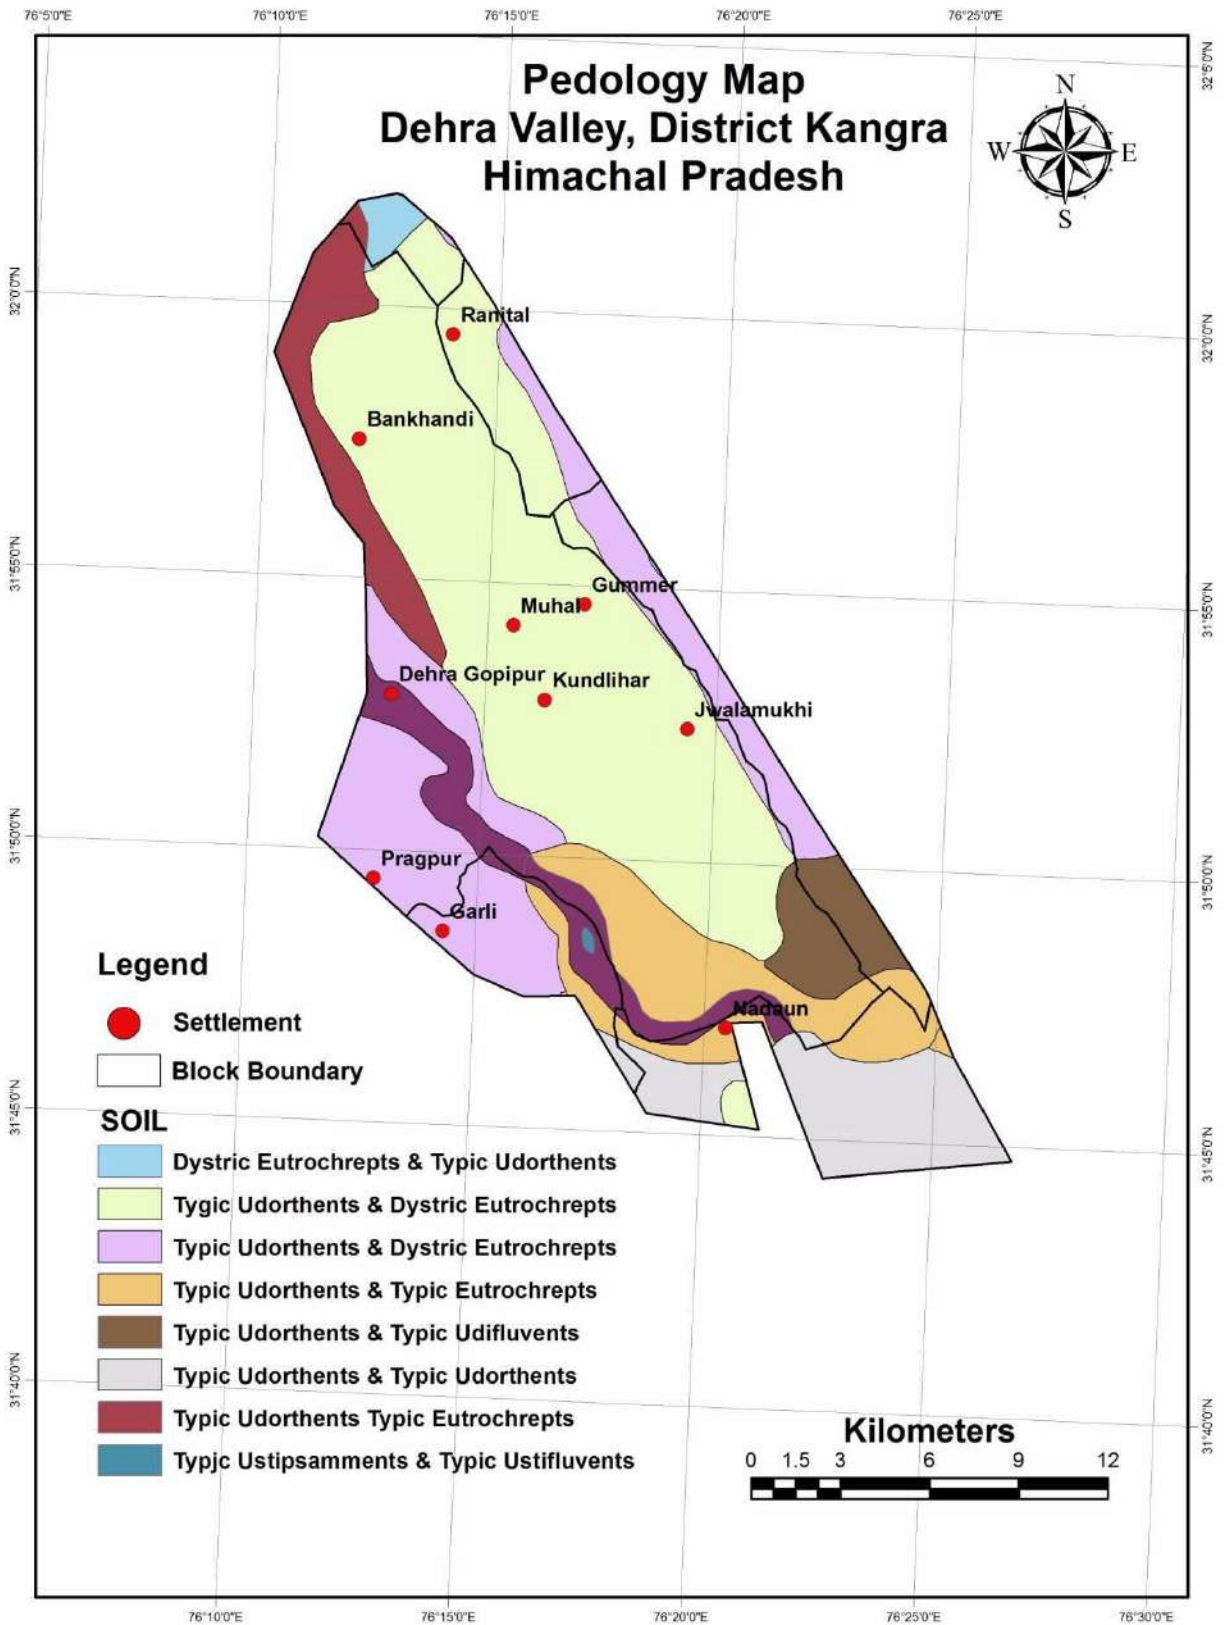 76°5'0"E 76°10'0"E 76°15'0"E 76°20'0"E 76°25'0"E
Pedology Map
Dehra Valley, District Kangra
Himachal Pradesh
N
W E
S
32°5'0"N
32°0'0"N
32°0'0"N
31°55'0"N
31°55'0"N
31°50'0"N
31°50'0"N
31°45'0"N
31°45'0"N
31°40'0"N
31°40'0"N
Ranital
Bankhandi
Gummer
Muhal
Dehra Gopipur
Kundlihar
Jwalamukhi
Pragpur
Garli
Nadaun
Legend
Settlement
Block Boundary
SOIL
Dystric Eutrochrepts & Typic Udorthents
Tygic Udorthents & Dystric Eutrochrepts
Typic Udorthents & Dystric Eutrochrepts
Typic Udorthents & Typic Eutrochrepts
Typic Udorthents & Typic Udifluvents
Typic Udorthents & Typic Udorthents
Typic Udorthents Typic Eutrochrepts
Typjc Ustipsamments & Typic Ustifluvents
Kilometers
0 1.5 3 6 9 12
76°10'0"E 76°15'0"E 76°20'0"E 76°25'0"E 76°30'0"E